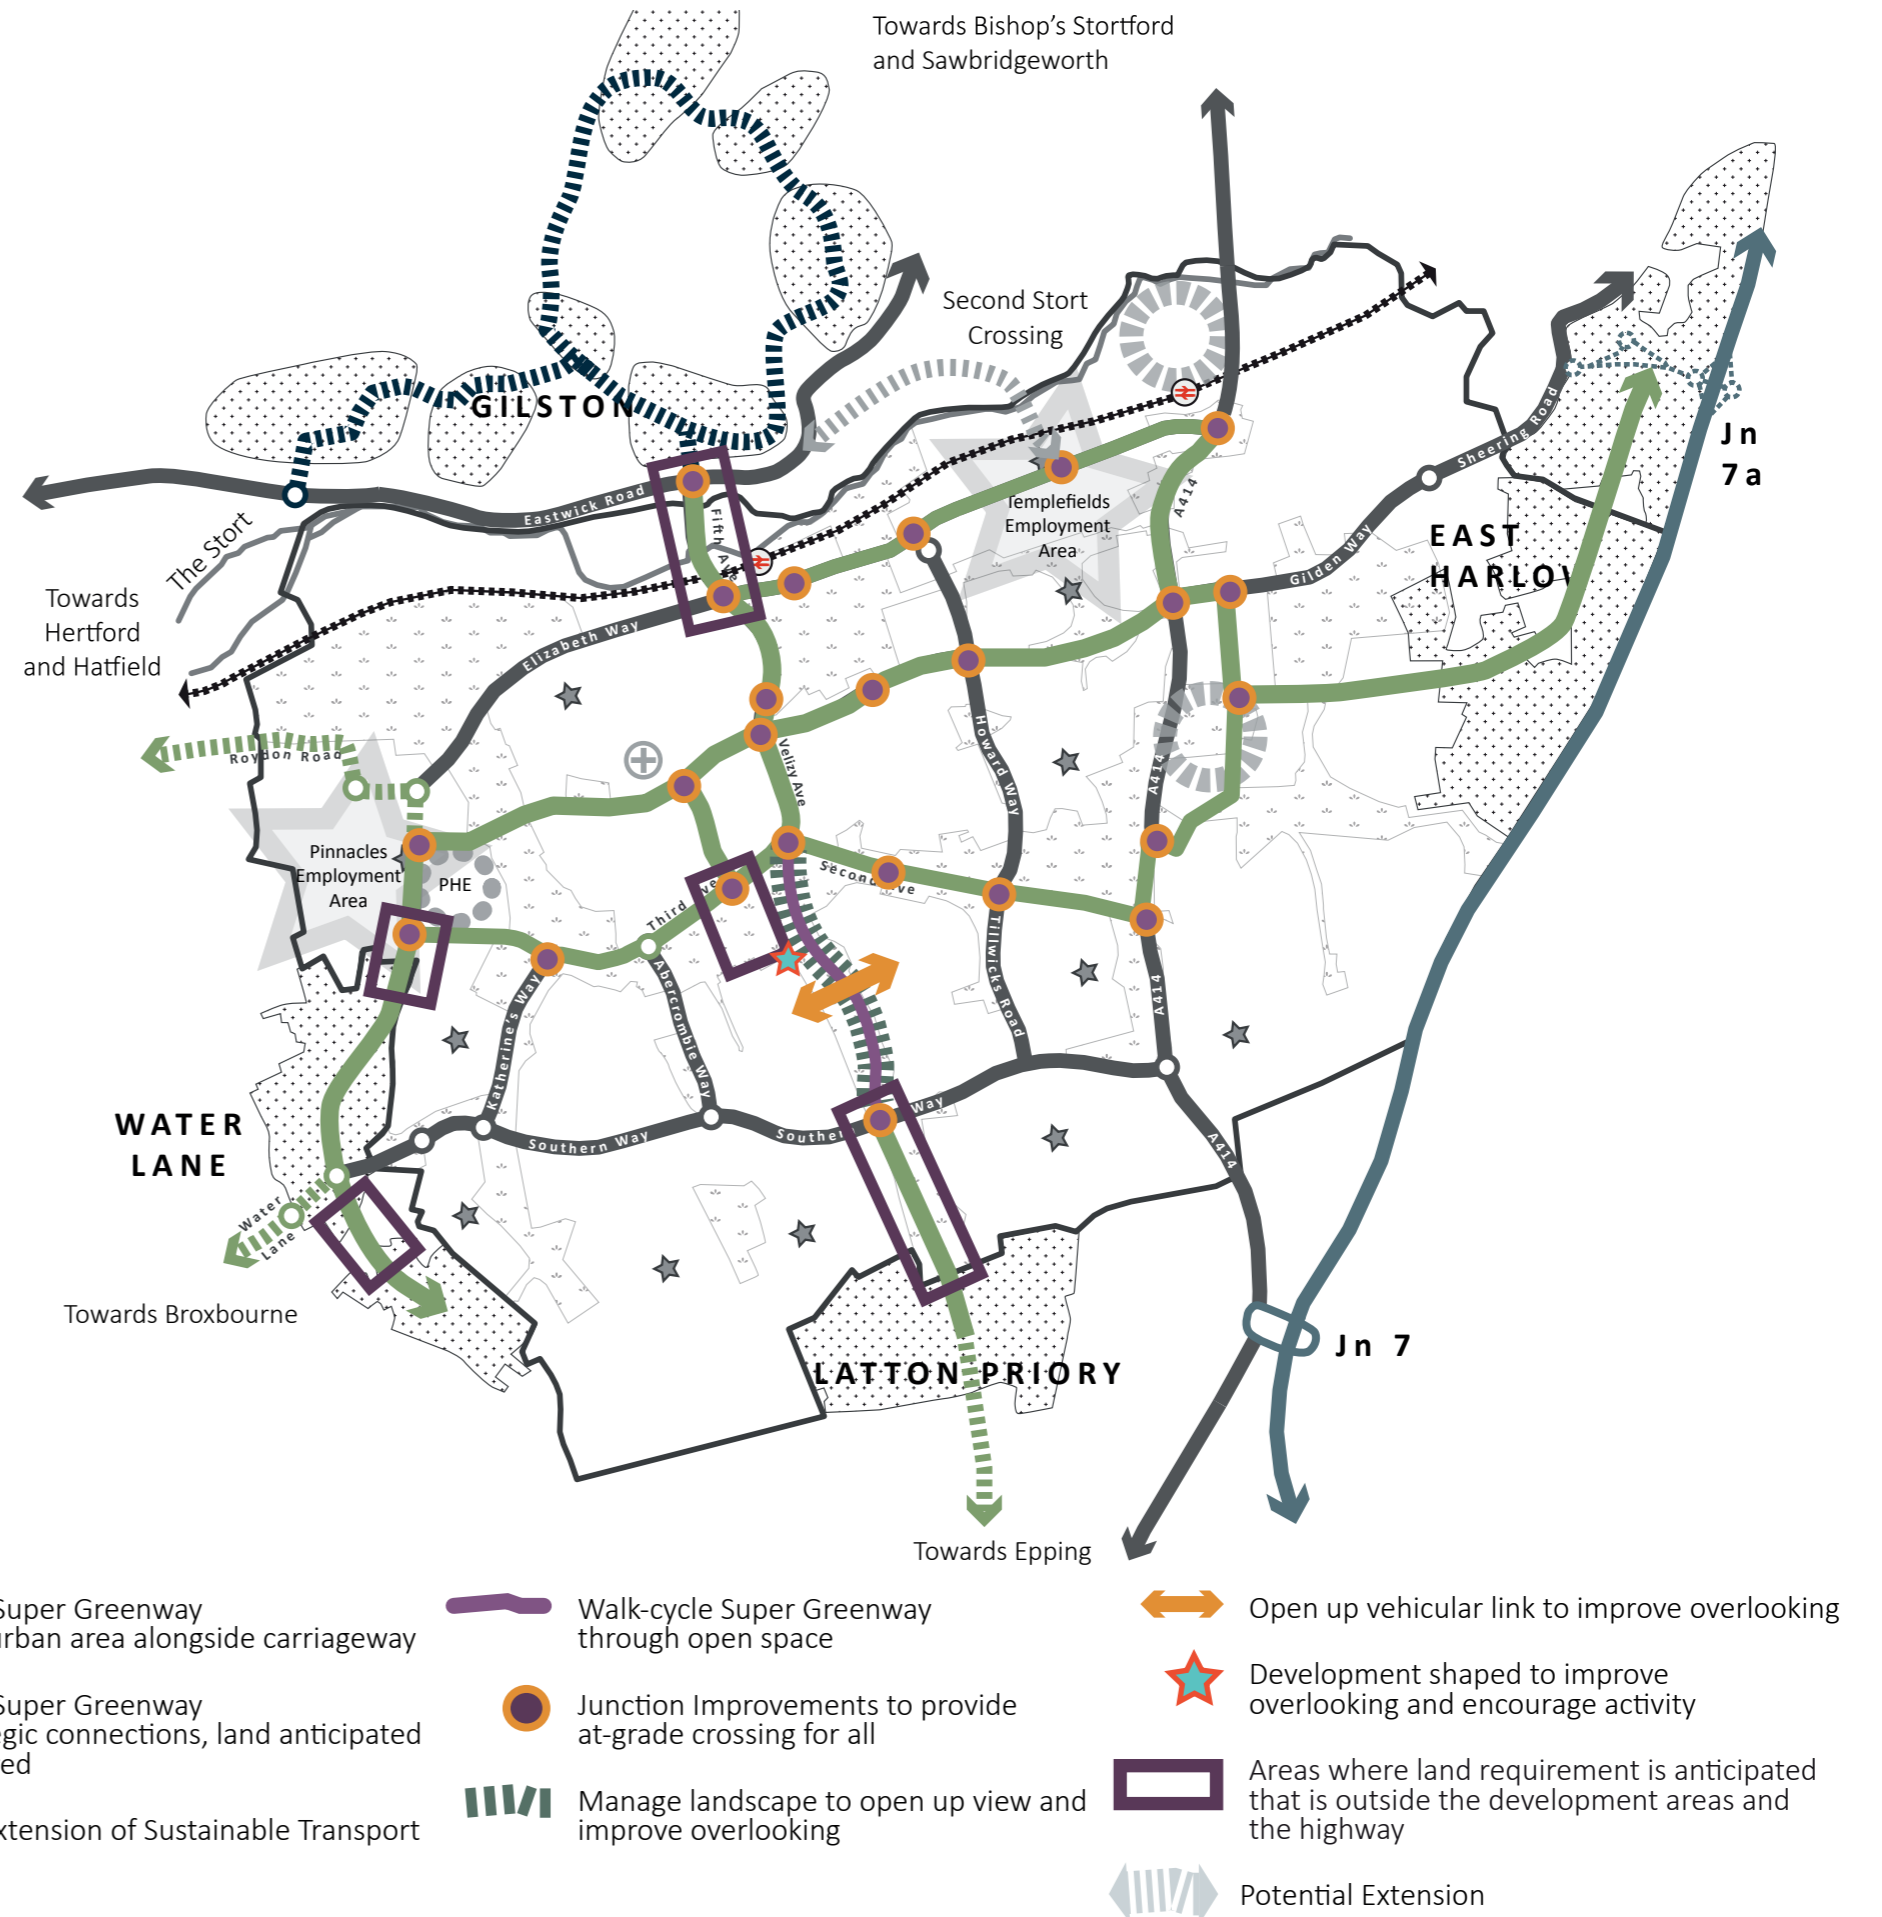 Towards Bishop's Stortford
and Sawbridgeworth
Second Stort
Crossing
GILSTON
Sheering Road
Jn
7a
Eastwick Road
Fifth Ave
The Stort
Templefields
Employment
Area
A414
EAST
Gilden Way
Towards
Hertford
and Hatfield
Elizabeth Way
Roydon Road
Velizy Ave
Howard Way
A414
Pinnacles
Employment
Area
PHE
Second
ve
Third
ve
Abercrombie Way
Katherine's Way
Tillwicks Road
A414
WATER
LANE
Southern Way
Souther
Way
A414
Water
Lane
Towards Broxbourne
Jn 7
LATTON PRIORY
Towards Epping
Super Greenway
urban area alongside carriageway
Super Greenway
egic connections, land anticipated
ed
xtension of Sustainable Transport
Walk-cycle Super Greenway
through open space
Junction Improvements to provide
at-grade crossing for all
Manage landscape to open up view and
improve overlooking
Open up vehicular link to improve overlooking
Development shaped to improve
overlooking and encourage activity
Areas where land requirement is anticipated
that is outside the development areas and
the highway
Potential Extension